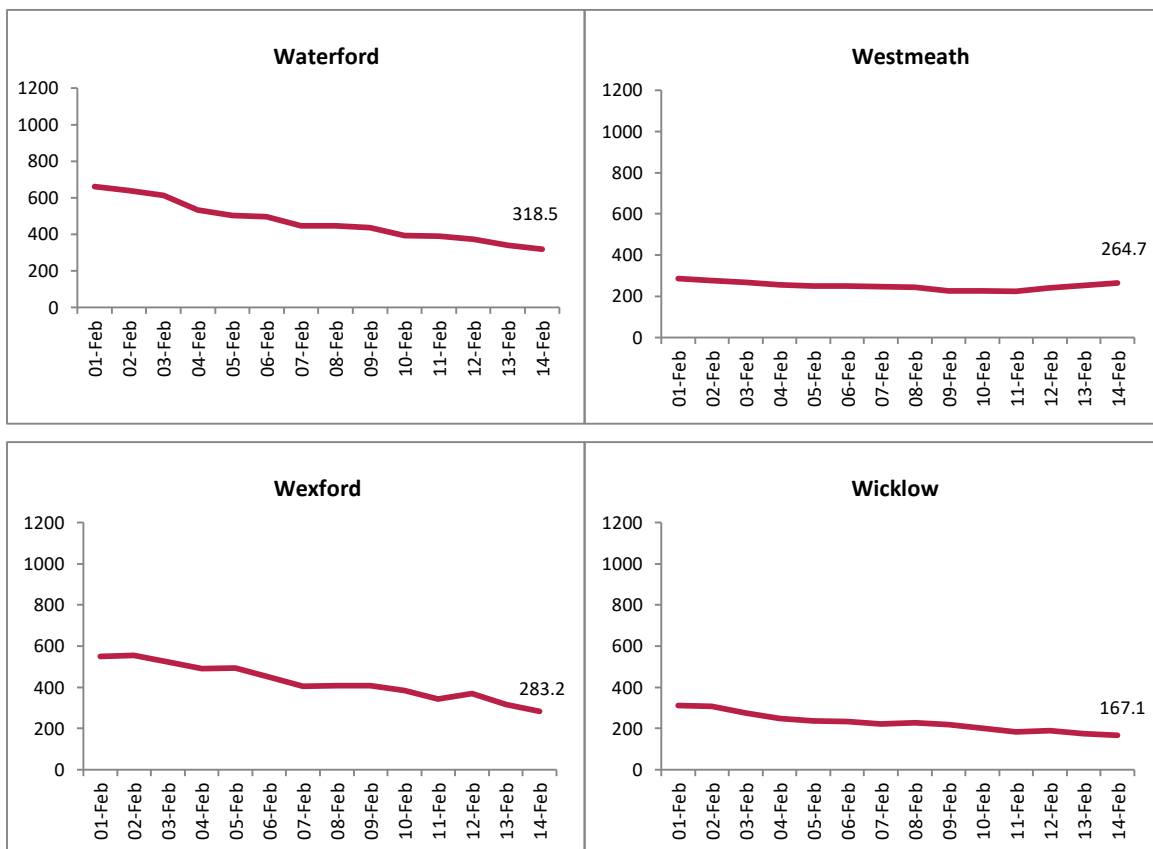 Waterford
1200
1000
800
600
400
200
0
318.5
01-Feb
02-Feb
03-Feb
04-Feb
05-Feb
06-Feb
07-Feb
08-Feb
09-Feb
10-Feb
11-Feb
12-Feb
13-Feb
14-Feb
Westmeath
1200
1000
800
600
400
200
0
264.7
01-Feb
02-Feb
03-Feb
04-Feb
05-Feb
06-Feb
07-Feb
08-Feb
09-Feb
10-Feb
11-Feb
12-Feb
13-Feb
14-Feb
Wexford
1200
1000
800
600
400
200
0
283.2
01-Feb
02-Feb
03-Feb
04-Feb
05-Feb
06-Feb
07-Feb
08-Feb
09-Feb
10-Feb
11-Feb
12-Feb
13-Feb
14-Feb
Wicklow
1200
1000
800
600
400
200
0
167.1
01-Feb
02-Feb
03-Feb
04-Feb
05-Feb
06-Feb
07-Feb
08-Feb
09-Feb
10-Feb
11-Feb
12-Feb
13-Feb
14-Feb